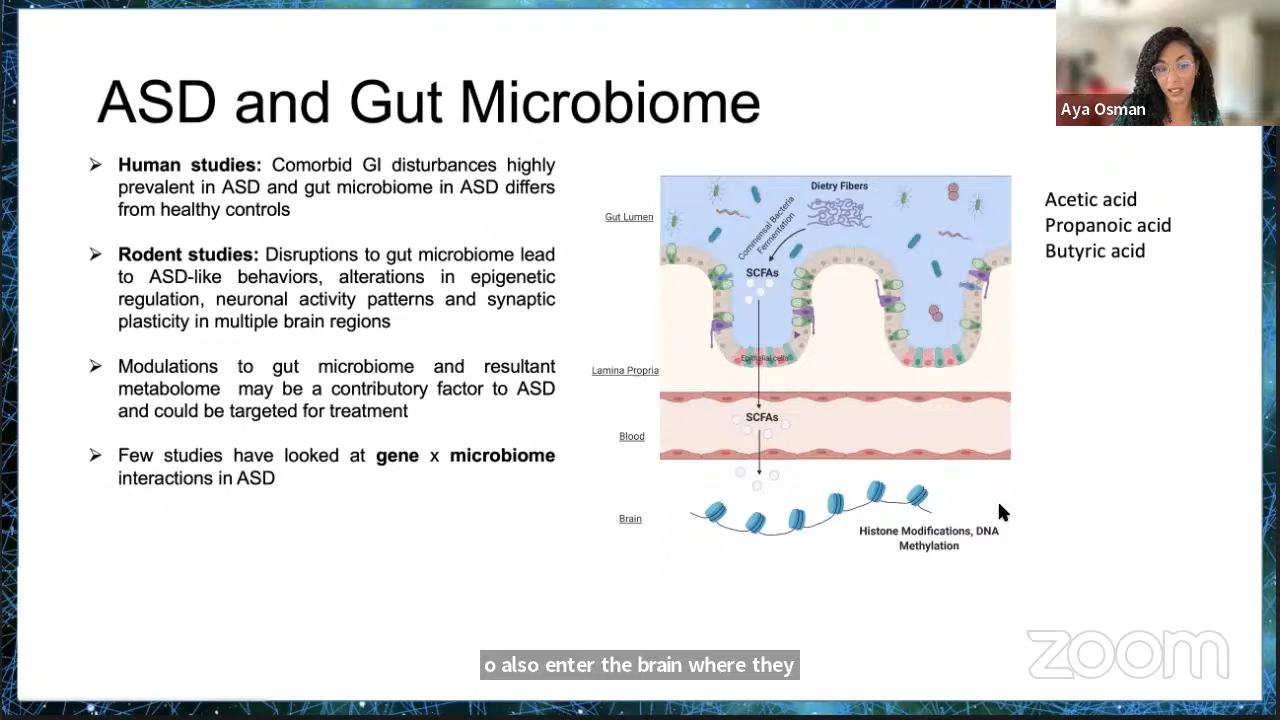 ASD and Gut Microbiome
Aya Osman
➢ Human studies: Comorbid GI disturbances highly
prevalent in ASD and gut microbiome in ASD differs
from healthy controls
➢ Rodent studies: Disruptions to gut microbiome lead
to ASD-like behaviors, alterations in epigenetic
regulation, neuronal activity patterns and synaptic
plasticity in multiple brain regions
➢ Modulations to gut microbiome and resultant
metabolome may be a contributory factor to ASD
and could be targeted for treatment
➢ Few studies have looked at gene x microbiome
interactions in ASD
Gut Lumen
Dietry Fibers
Commensal Bacteria
Fermentation
SCFAs
Epithelial cells
Lamina Propria
SCFAs
Blood
Brain
Histone Modifications, DNA
Methylation
Acetic acid
Propanoic acid
Butyric acid
o also enter the brain where they
zoom